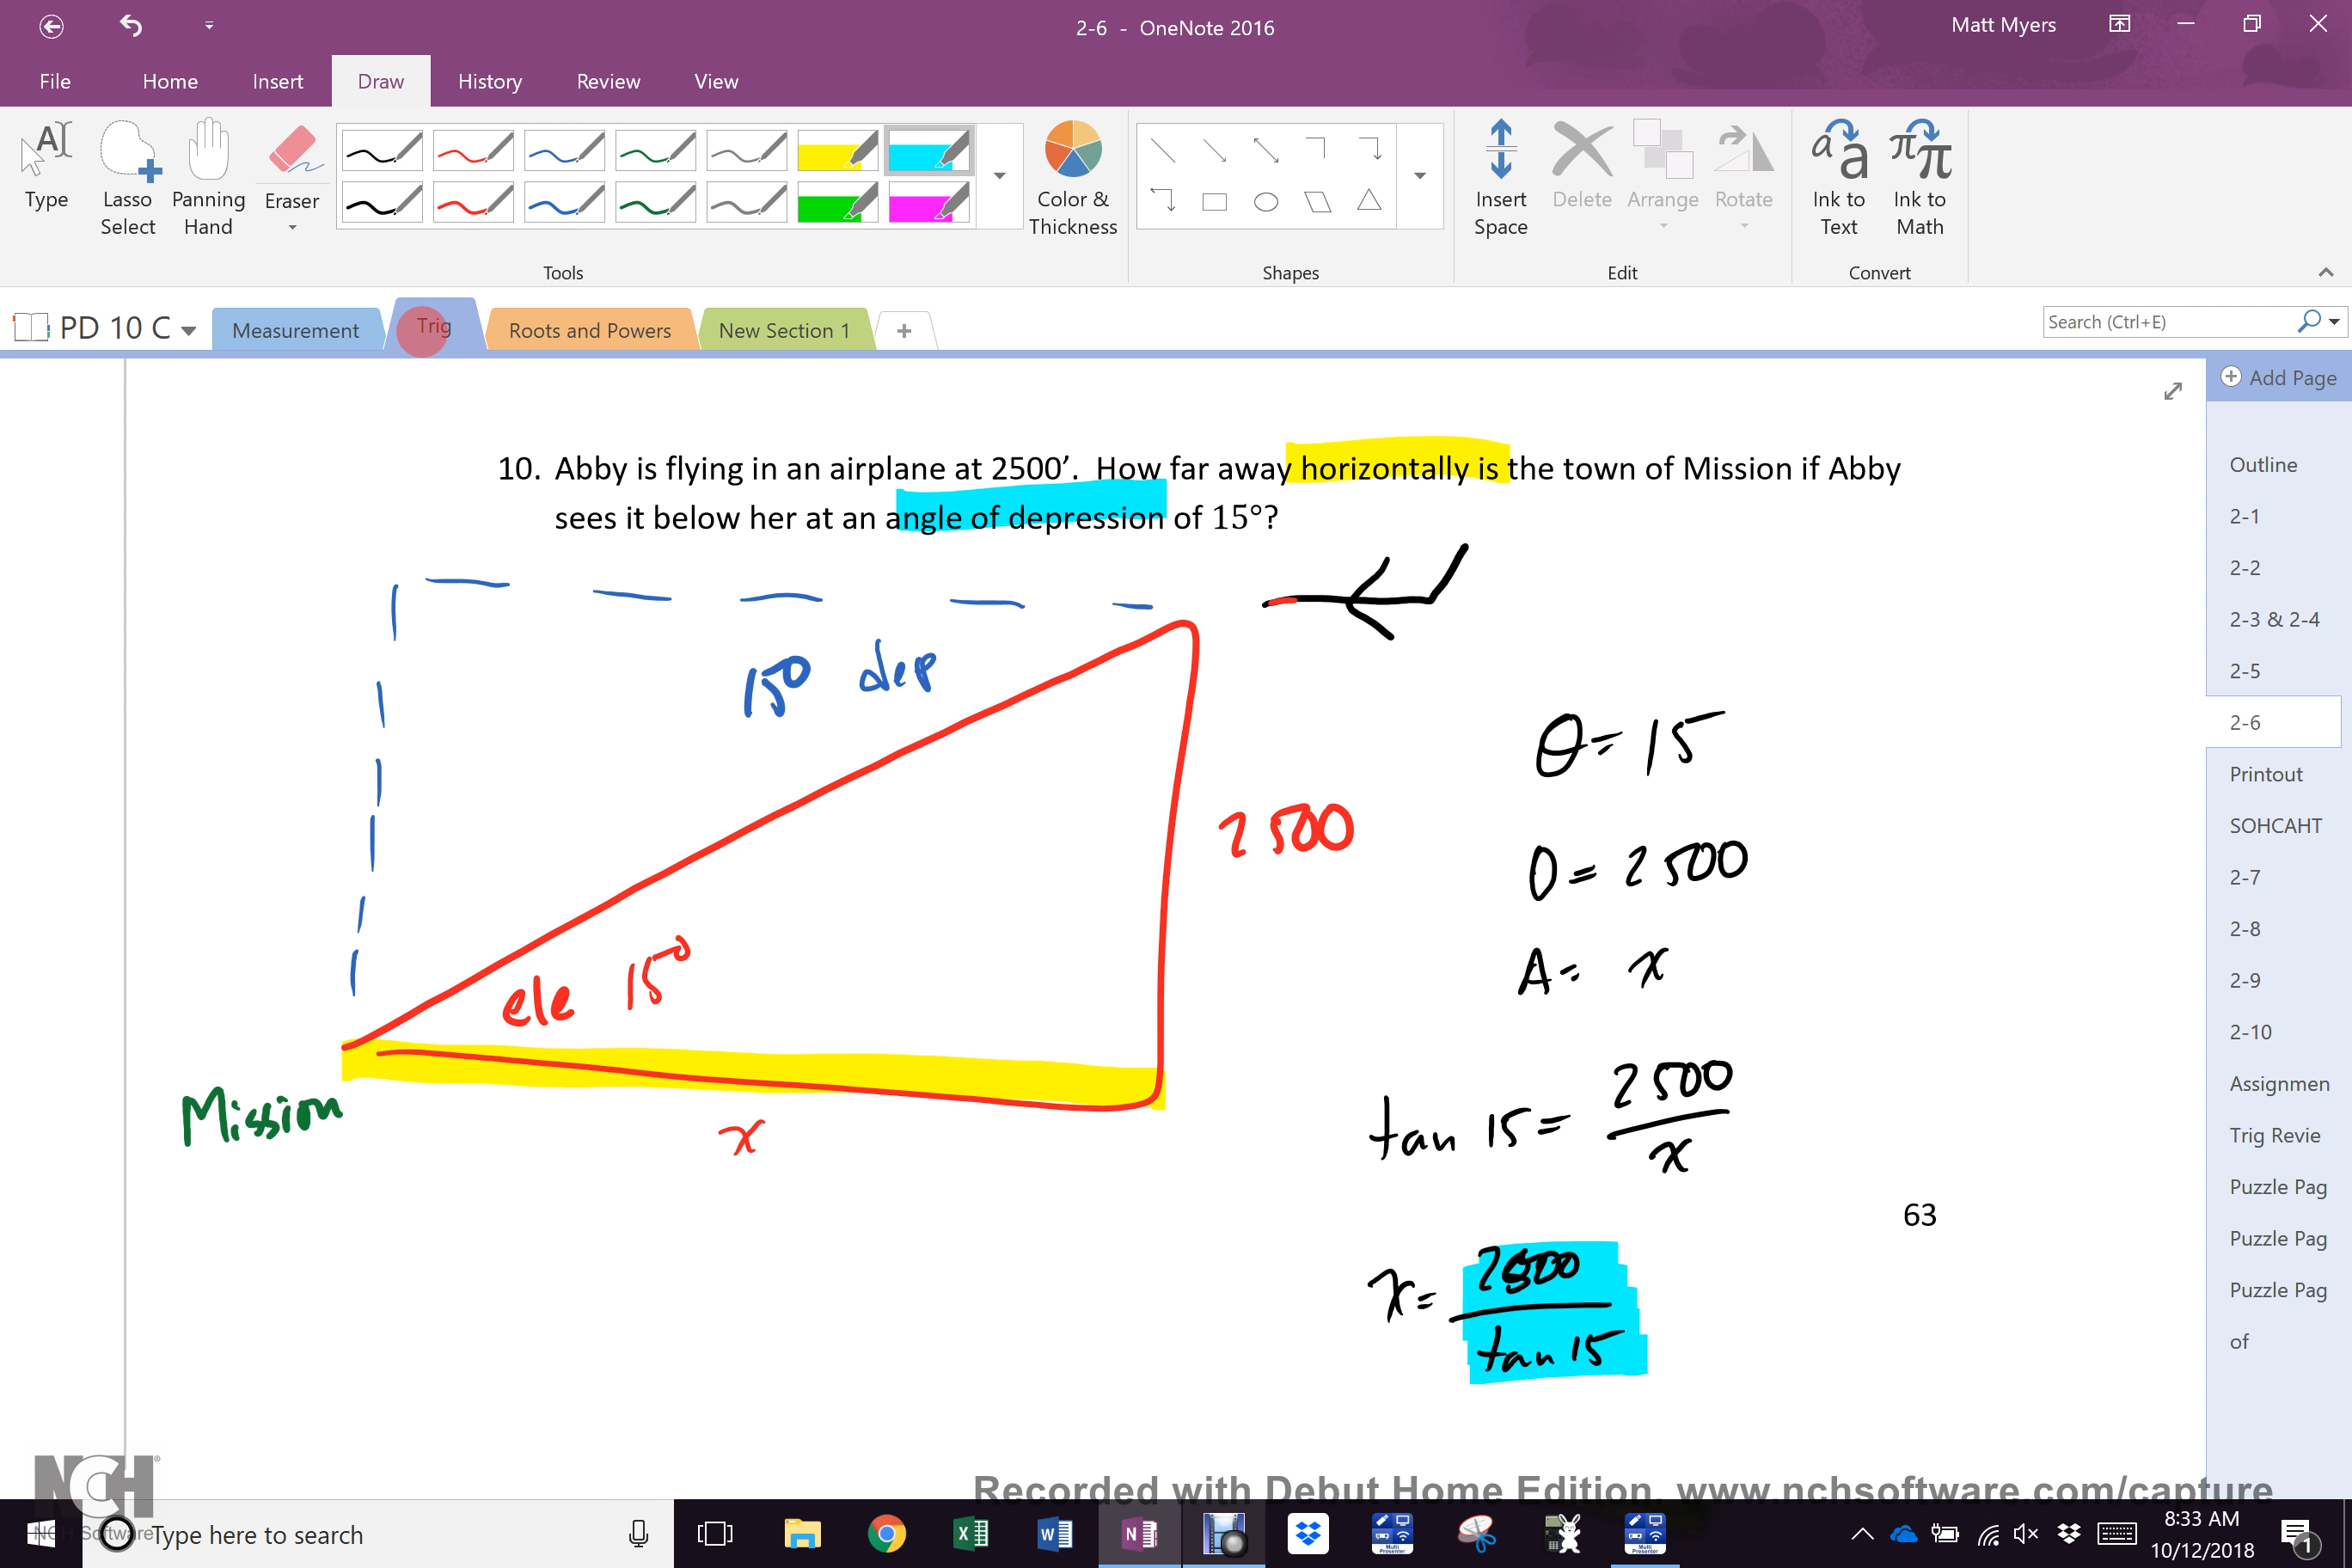 2-6 - OneNote 2016
Matt Myers
File Home Insert Draw History Review View
Type
Lasso Select
Panning Hand
Eraser
Color & Thickness
Insert Space
Delete
Arrange
Rotate
Ink to Text
Ink to Math
Tools
Shapes
Edit
Convert
PD 10 C
Measurement
Trig
Roots and Powers
New Section 1
Search (Ctrl+E)
Add Page
Outline
2-1
2-2
2-3 & 2-4
2-5
2-6
Printout
SOHCAHT
2-7
2-8
2-9
2-10
Assignmen
Trig Revie
Puzzle Pag
Puzzle Pag
Puzzle Pag
of
10. Abby is flying in an airplane at 2500’. How far away horizontally is the town of Mission if Abby
sees it below her at an angle of depression of 15°?
15° dep
2500
ele 15°
Mission
x
θ= 15
O= 2500
A= x
tan 15= 2500/x
63
x= 2500/tan 15
NCH
NCH Software
Recorded with Debut Home Edition. www.nchsoftware.com/capture
Type here to search
8:33 AM
10/12/2018
1